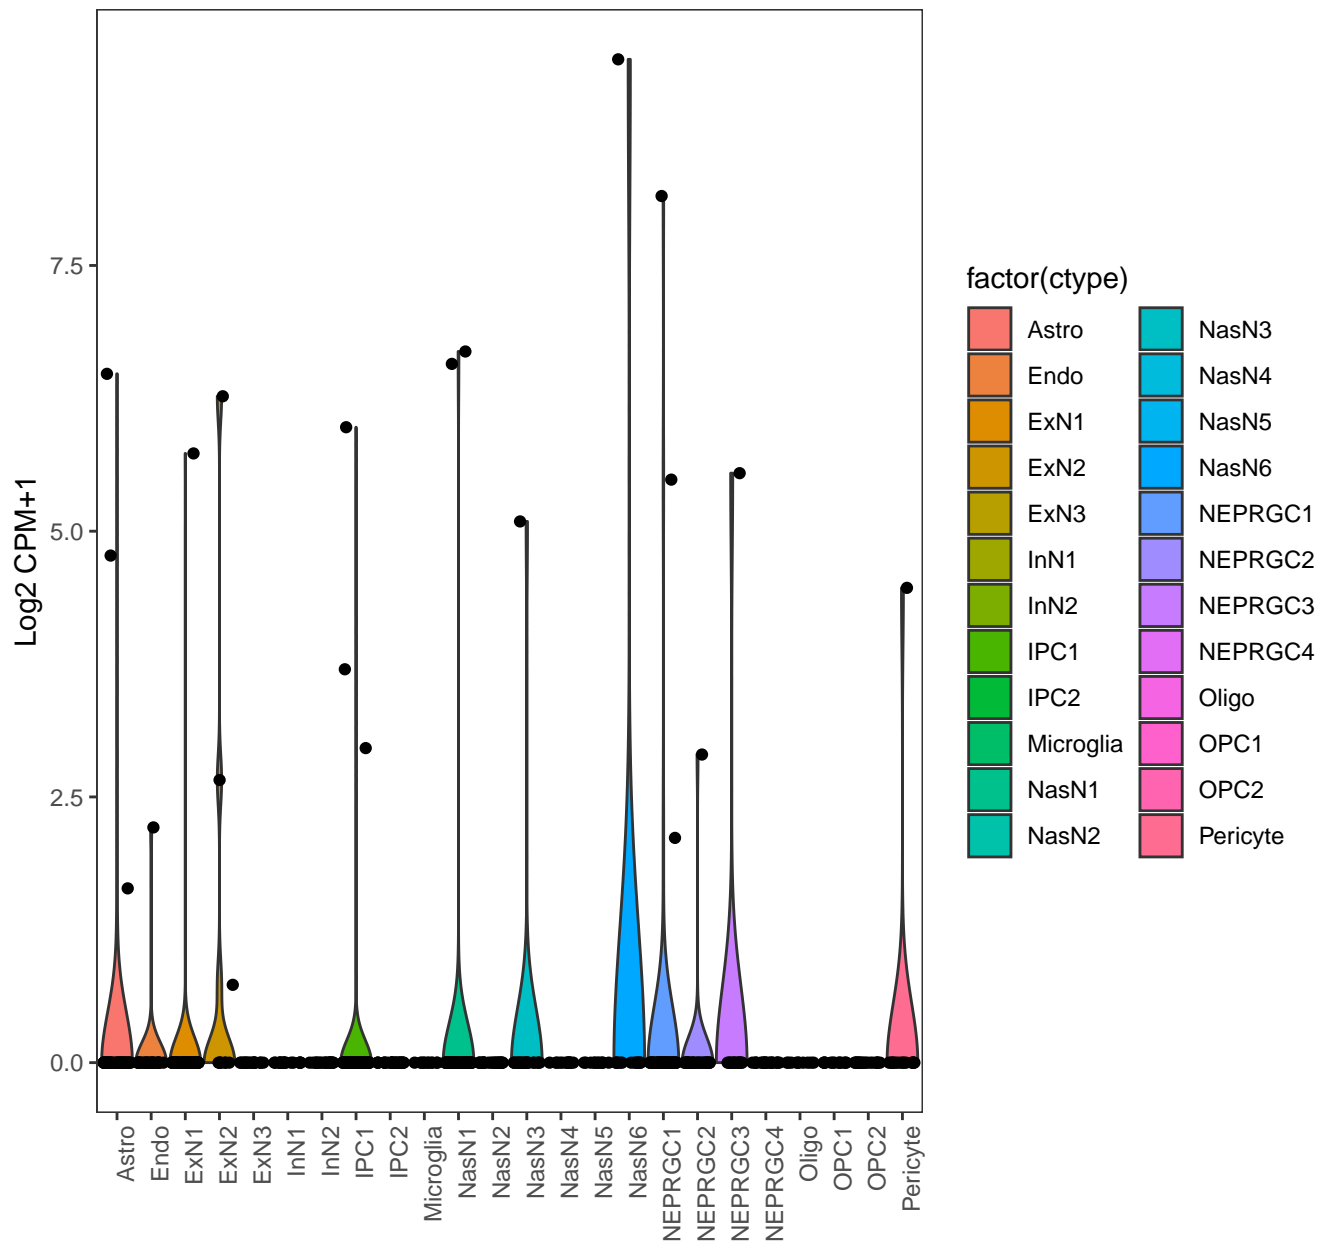 Log2 CPM+1
7.5
5.0
2.5
0.0
Astro
Endo
ExN1
ExN2
ExN3
InN1
InN2
IPC1
IPC2
Microglia
NasN1
NasN2
NasN3
NasN4
NasN5
NasN6
NEPRGC1
NEPRGC2
NEPRGC3
NEPRGC4
Oligo
OPC1
OPC2
Pericyte
factor(ctype)
Astro
Endo
ExN1
ExN2
ExN3
InN1
InN2
IPC1
IPC2
Microglia
NasN1
NasN2
NasN3
NasN4
NasN5
NasN6
NEPRGC1
NEPRGC2
NEPRGC3
NEPRGC4
Oligo
OPC1
OPC2
Pericyte